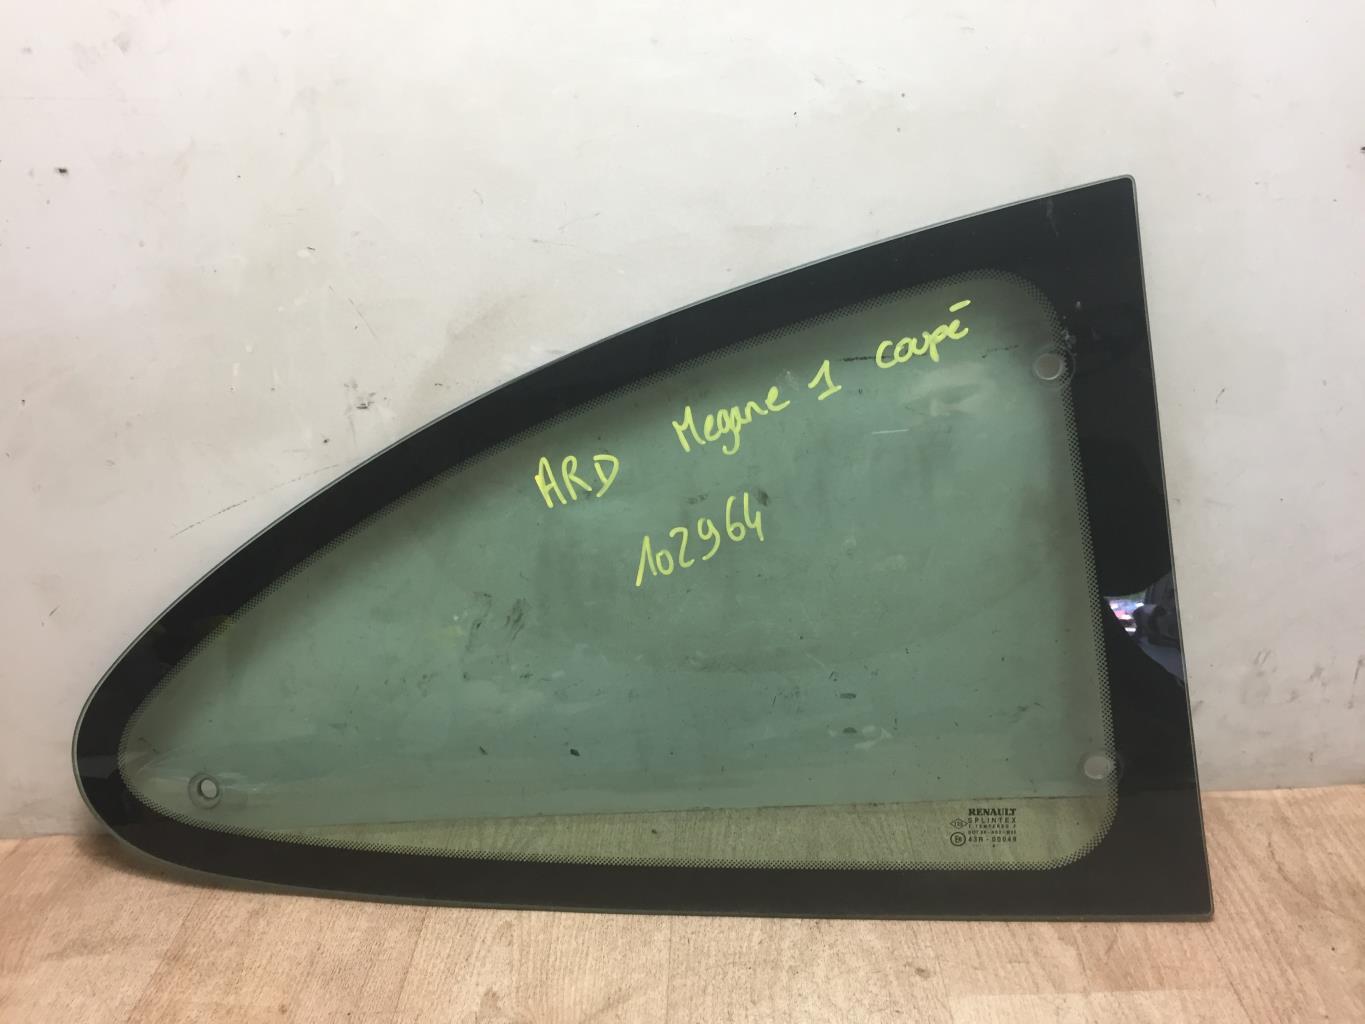 ARD Megane 1 coupé
102964
RENAULT
SPLINTEX
43R-00049